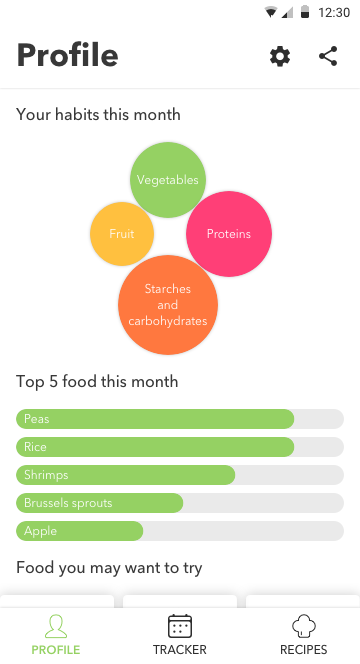 12:30
Profile
Your habits this month
Vegetables
Fruit
Proteins
Starches
and
carbohydrates
Top 5 food this month
Peas
Rice
Shrimps
Brussels sprouts
Apple
Food you may want to try
PROFILE
TRACKER
RECIPES